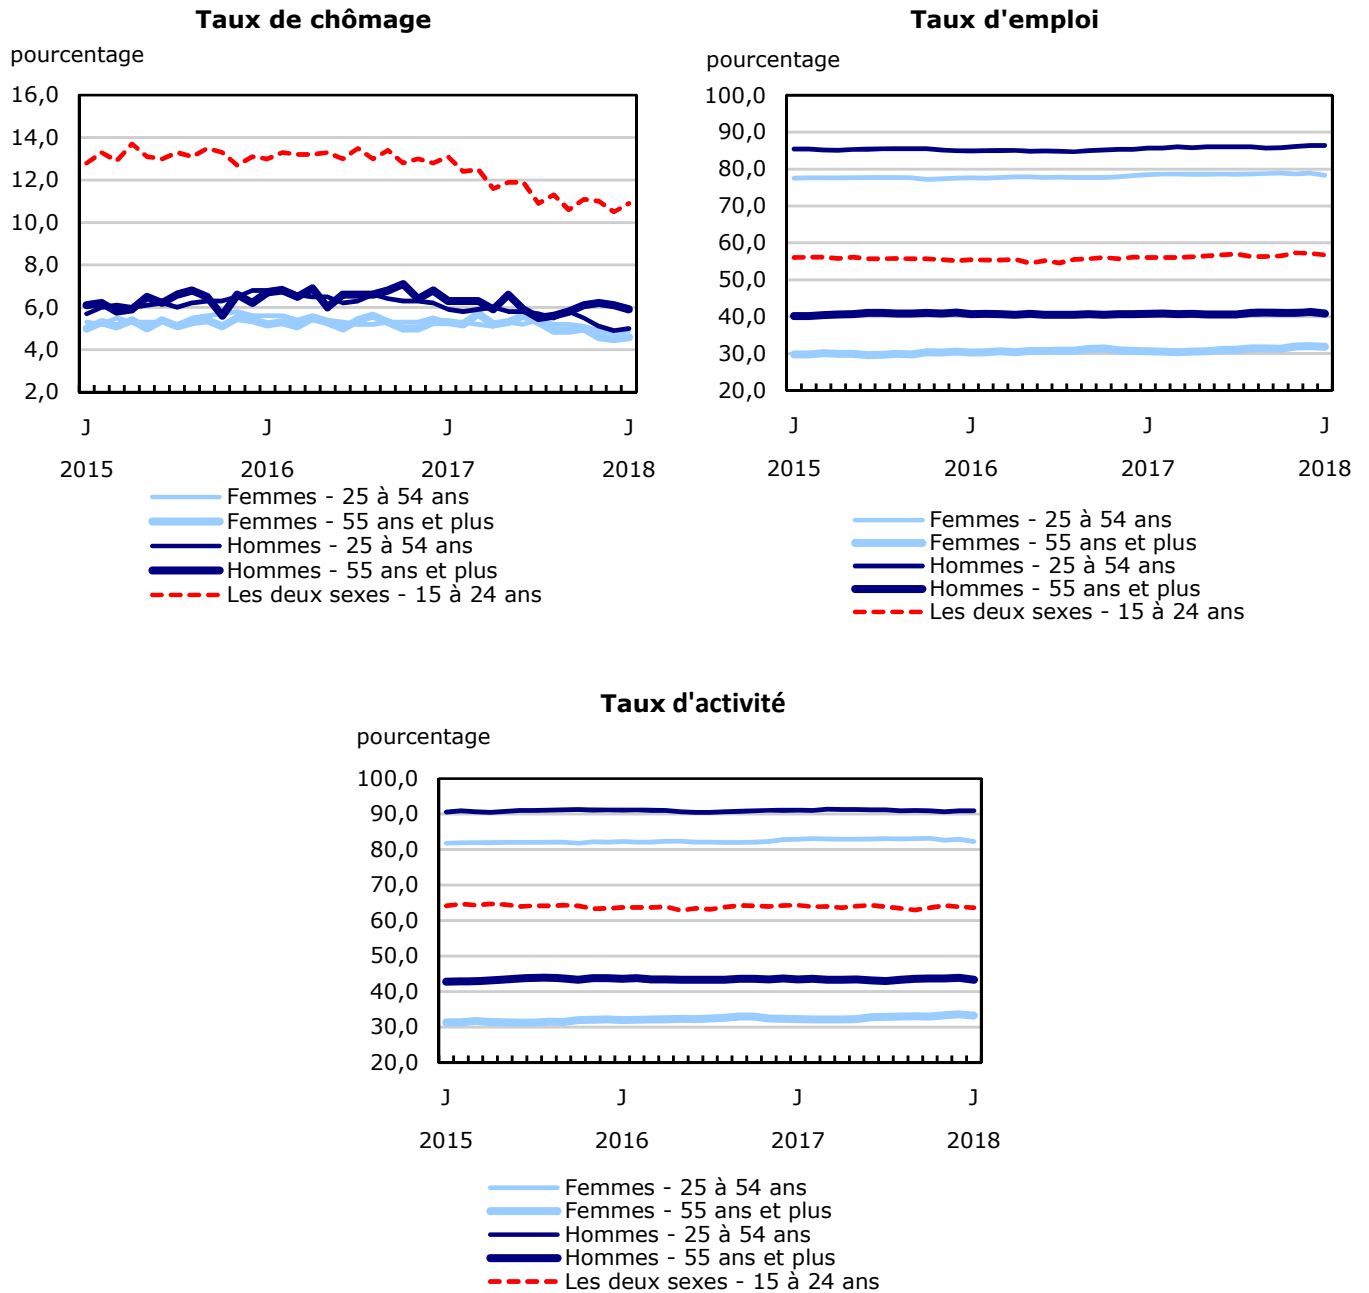 Taux de chômage
pourcentage
16,0
14,0
12,0
10,0
8,0
6,0
4,0
2,0
J J J J
2015 2016 2017 2018
Femmes - 25 à 54 ans
Femmes - 55 ans et plus
Hommes - 25 à 54 ans
Hommes - 55 ans et plus
Les deux sexes - 15 à 24 ans
Taux d'emploi
pourcentage
100,0
90,0
80,0
70,0
60,0
50,0
40,0
30,0
20,0
J J J J
2015 2016 2017 2018
Femmes - 25 à 54 ans
Femmes - 55 ans et plus
Hommes - 25 à 54 ans
Hommes - 55 ans et plus
Les deux sexes - 15 à 24 ans
Taux d'activité
pourcentage
100,0
90,0
80,0
70,0
60,0
50,0
40,0
30,0
20,0
J J J J
2015 2016 2017 2018
Femmes - 25 à 54 ans
Femmes - 55 ans et plus
Hommes - 25 à 54 ans
Hommes - 55 ans et plus
Les deux sexes - 15 à 24 ans